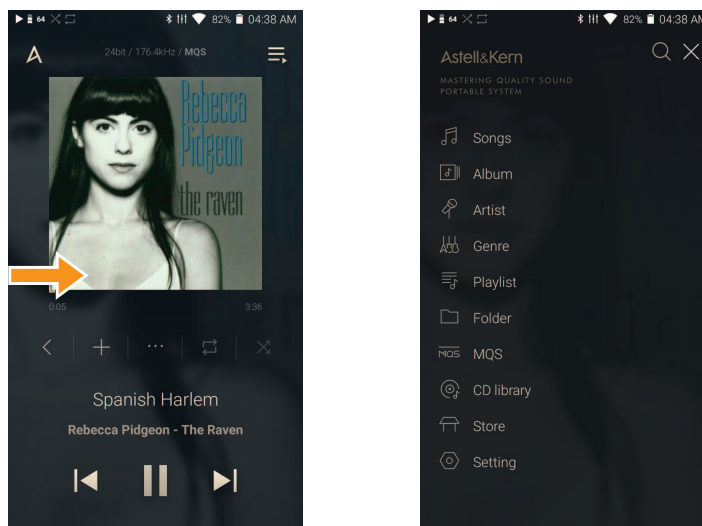 64
82%
04:38 AM
24bit / 176.4kHz / MQS
Rebecca
Pidgeon
the raven
0:05
3:36
Spanish Harlem
Rebecca Pidgeon - The Raven
64
82%
04:38 AM
Astell&Kern
MASTERING QUALITY SOUND
PORTABLE SYSTEM
Songs
Album
Artist
Genre
Playlist
Folder
MQS MQS
CD library
Store
Setting